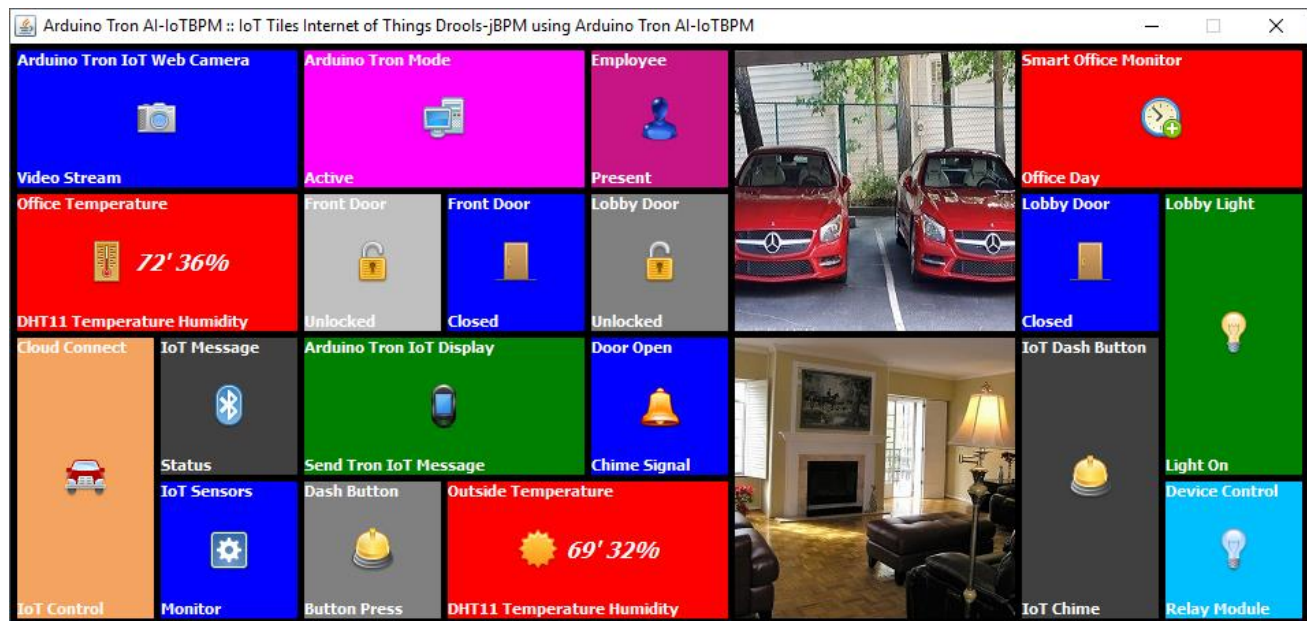 Arduino Tron AI-IoTBPM :: IoT Tiles Internet of Things Drools-jBPM using Arduino Tron AI-IoTBPM
Arduino Tron IoT Web Camera
Video Stream
Arduino Tron Mode
Active
Employee
Present
Smart Office Monitor
Office Day
Office Temperature
72' 36%
DHT11 Temperature Humidity
Front Door
Unlocked
Front Door
Closed
Lobby Door
Unlocked
Lobby Door
Closed
Lobby Light
Light On
Cloud Connect
IoT Control
IoT Message
Status
Arduino Tron IoT Display
Send Tron IoT Message
Door Open
Chime Signal
IoT Dash Button
IoT Chime
IoT Sensors
Monitor
Dash Button
Button Press
Outside Temperature
69' 32%
DHT11 Temperature Humidity
Device Control
Relay Module